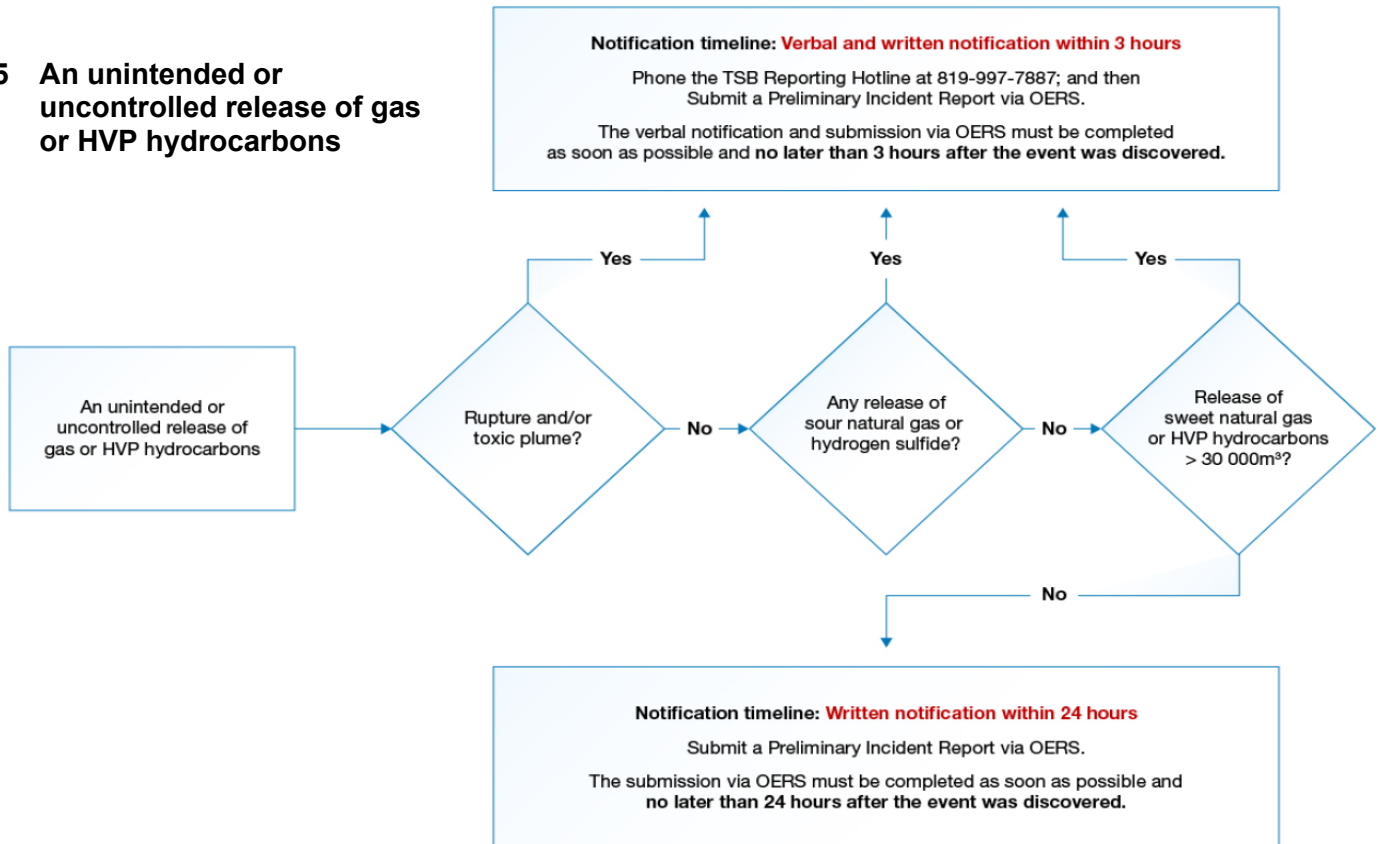 5 An unintended or
uncontrolled release of gas
or HVP hydrocarbons
Notification timeline: Verbal and written notification within 3 hours
Phone the TSB Reporting Hotline at 819-997-7887; and then
Submit a Preliminary Incident Report via OERS.
The verbal notification and submission via OERS must be completed
as soon as possible and no later than 3 hours after the event was discovered.
Yes
Yes
Yes
An unintended or
uncontrolled release of
gas or HVP hydrocarbons
Rupture and/or
toxic plume?
No
Any release of
sour natural gas or
hydrogen sulfide?
No
Release of
sweet natural gas
or HVP hydrocarbons
> 30 000m³?
No
Notification timeline: Written notification within 24 hours
Submit a Preliminary Incident Report via OERS.
The submission via OERS must be completed as soon as possible and
no later than 24 hours after the event was discovered.